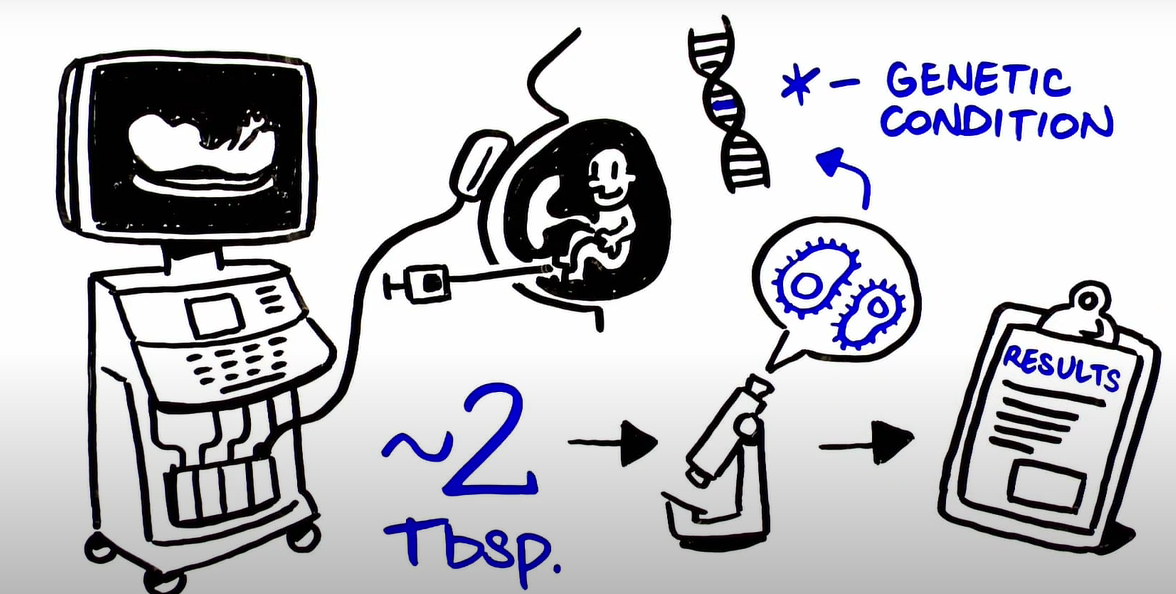 * – GENETIC
CONDITION
~2
Tbsp.
RESULTS